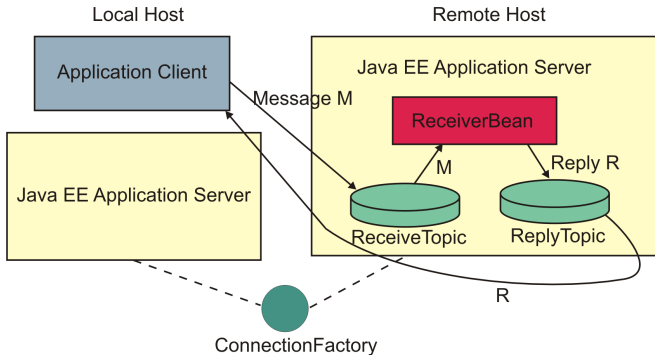 Local Host
Remote Host
Application Client
Java EE Application Server
Message M
ReceiverBean
Java EE Application Server
M
Reply R
ReceiveTopic
ReplyTopic
R
ConnectionFactory